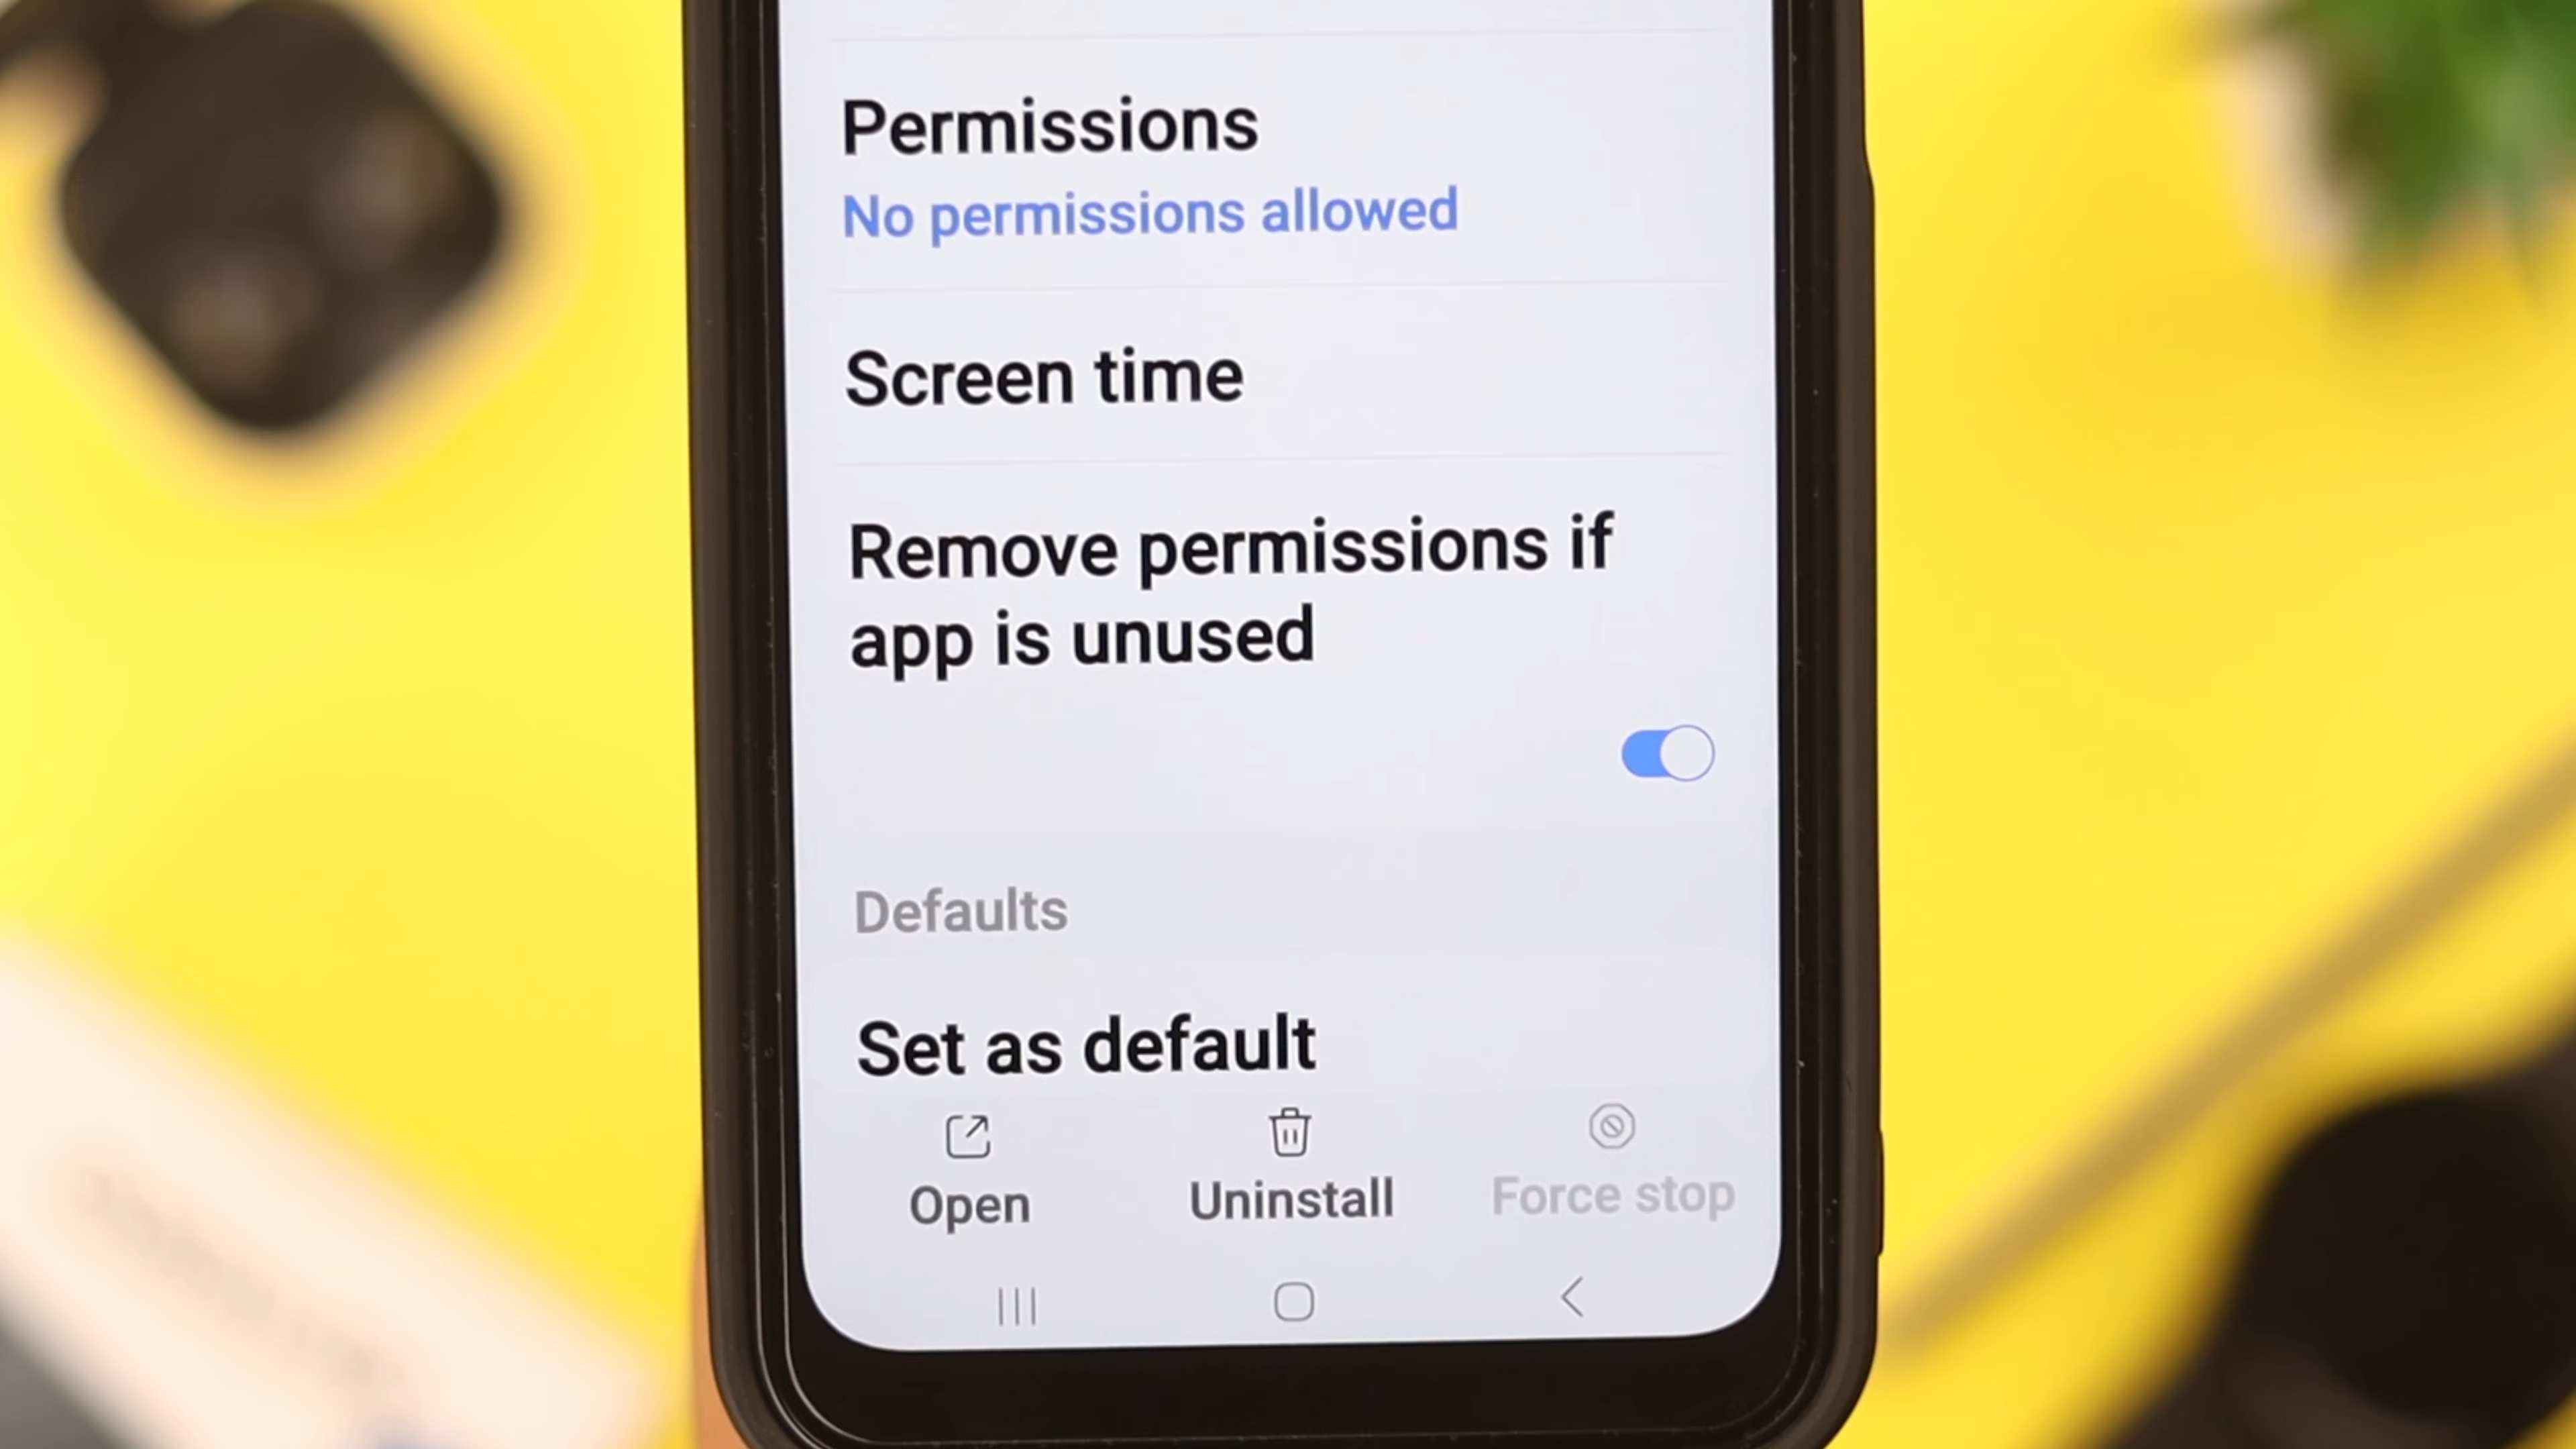 Permissions
No permissions allowed
Screen time
Remove permissions if
app is unused
Defaults
Set as default
Open
Uninstall
Force stop